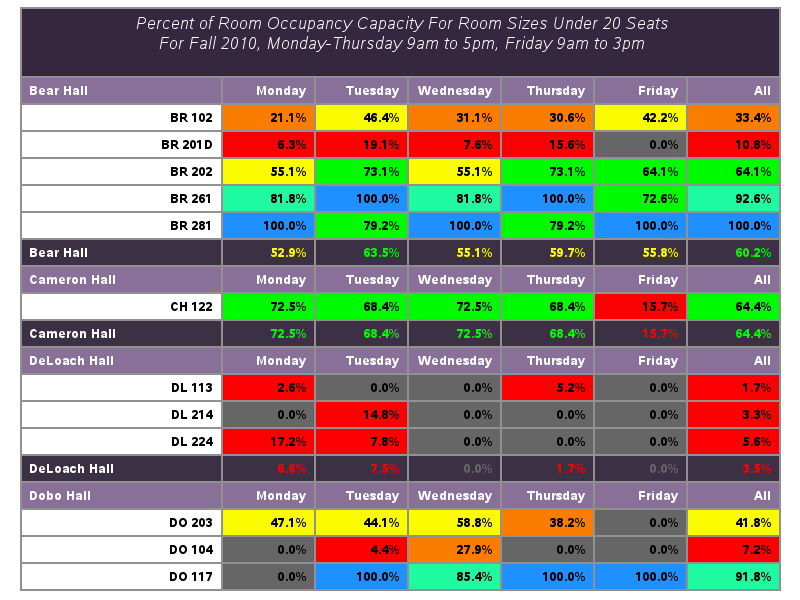 Percent of Room Occupancy Capacity For Room Sizes Under 20 Seats
For Fall 2010, Monday-Thursday 9am to 5pm, Friday 9am to 3pm
Bear Hall Monday Tuesday Wednesday Thursday Friday All
BR 102 21.1% 46.4% 31.1% 30.6% 42.2% 33.4%
BR 201D 6.3% 19.1% 7.6% 15.6% 0.0% 10.8%
BR 202 55.1% 73.1% 55.1% 73.1% 64.1% 64.1%
BR 261 81.8% 100.0% 81.8% 100.0% 72.6% 92.6%
BR 281 100.0% 79.2% 100.0% 79.2% 100.0% 100.0%
Bear Hall 52.9% 63.5% 55.1% 59.7% 55.8% 60.2%
Cameron Hall Monday Tuesday Wednesday Thursday Friday All
CH 122 72.5% 68.4% 72.5% 68.4% 15.7% 64.4%
Cameron Hall 72.5% 68.4% 72.5% 68.4% 15.7% 64.4%
DeLoach Hall Monday Tuesday Wednesday Thursday Friday All
DL 113 2.6% 0.0% 0.0% 5.2% 0.0% 1.7%
DL 214 0.0% 14.8% 0.0% 0.0% 0.0% 3.3%
DL 224 17.2% 7.8% 0.0% 0.0% 0.0% 5.6%
DeLoach Hall 6.6% 7.5% 0.0% 1.7% 0.0% 3.5%
Dobo Hall Monday Tuesday Wednesday Thursday Friday All
DO 203 47.1% 44.1% 58.8% 38.2% 0.0% 41.8%
DO 104 0.0% 4.4% 27.9% 0.0% 0.0% 7.2%
DO 117 0.0% 100.0% 85.4% 100.0% 100.0% 91.8%